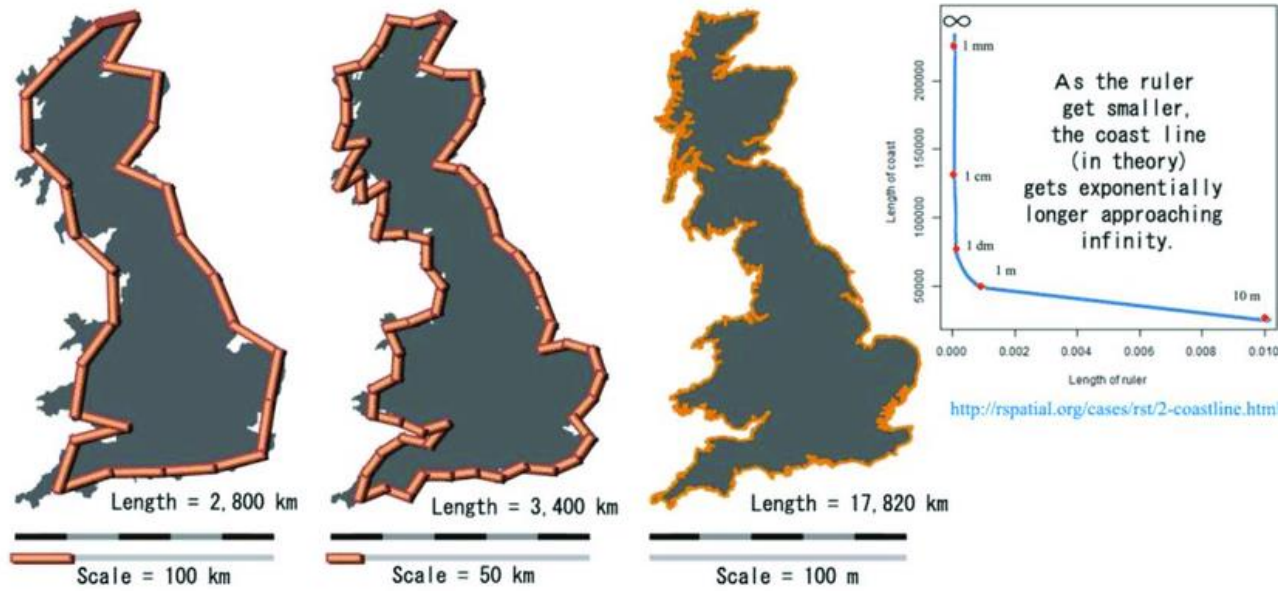 Length = 2,800 km
Scale = 100 km
Length = 3,400 km
Scale = 50 km
Length = 17,820 km
Scale = 100 m
∞
1 mm
1 cm
1 dm
1 m
10 m
As the ruler
get smaller,
the coast line
(in theory)
gets exponentially
longer approaching
infinity.
Length of coast
200000
150000
100000
50000
0.000 0.002 0.004 0.006 0.008 0.010
Length of ruler
http://rspatial.org/cases/rst/2-coastline.html